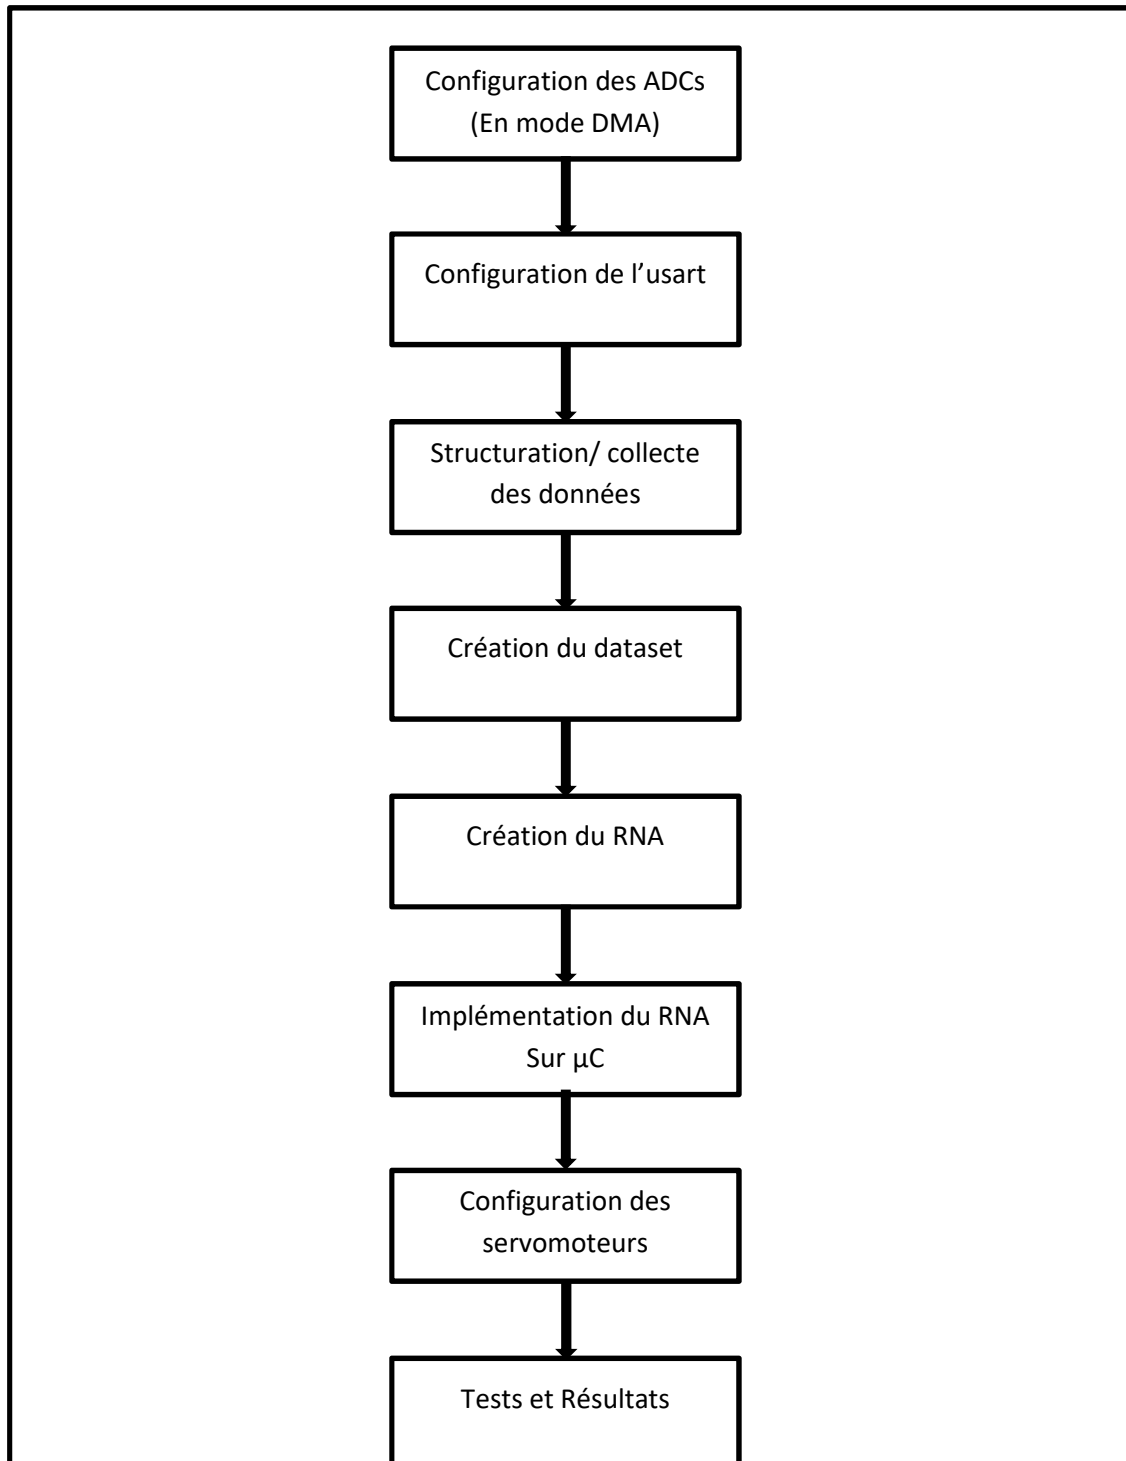 Configuration des ADCs
(En mode DMA)
Configuration de l’usart
Structuration/ collecte
des données
Création du dataset
Création du RNA
Implémentation du RNA
Sur µC
Configuration des
servomoteurs
Tests et Résultats